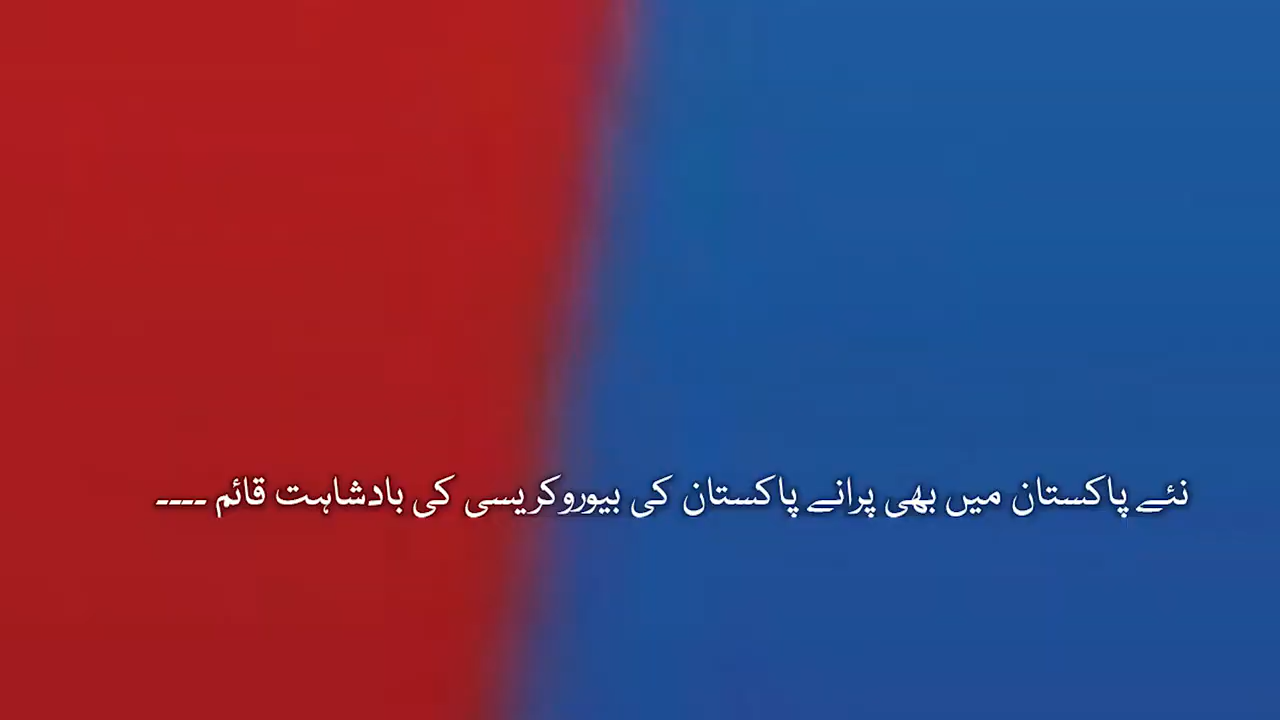 نئے پاکستان میں بھی پرانے پاکستان کی بیوروکریسی کی بادشاہت قائم ۔۔۔۔